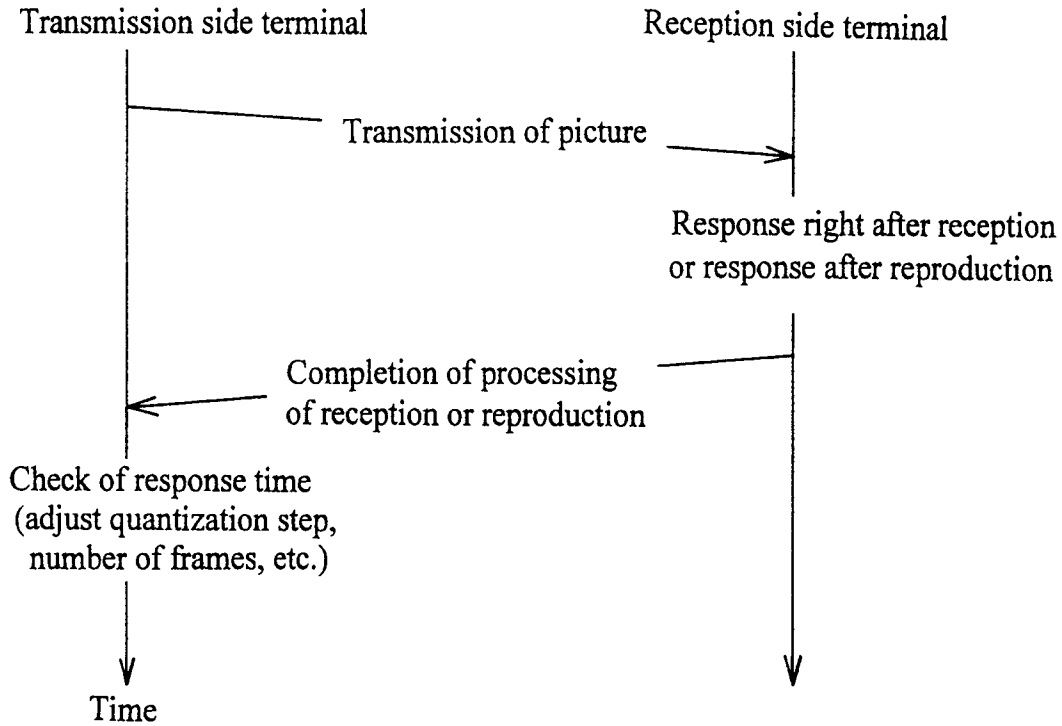 Transmission side terminal
Reception side terminal
Transmission of picture
Response right after reception
or response after reproduction
Completion of processing
of reception or reproduction
Check of response time
(adjust quantization step,
number of frames, etc.)
Time